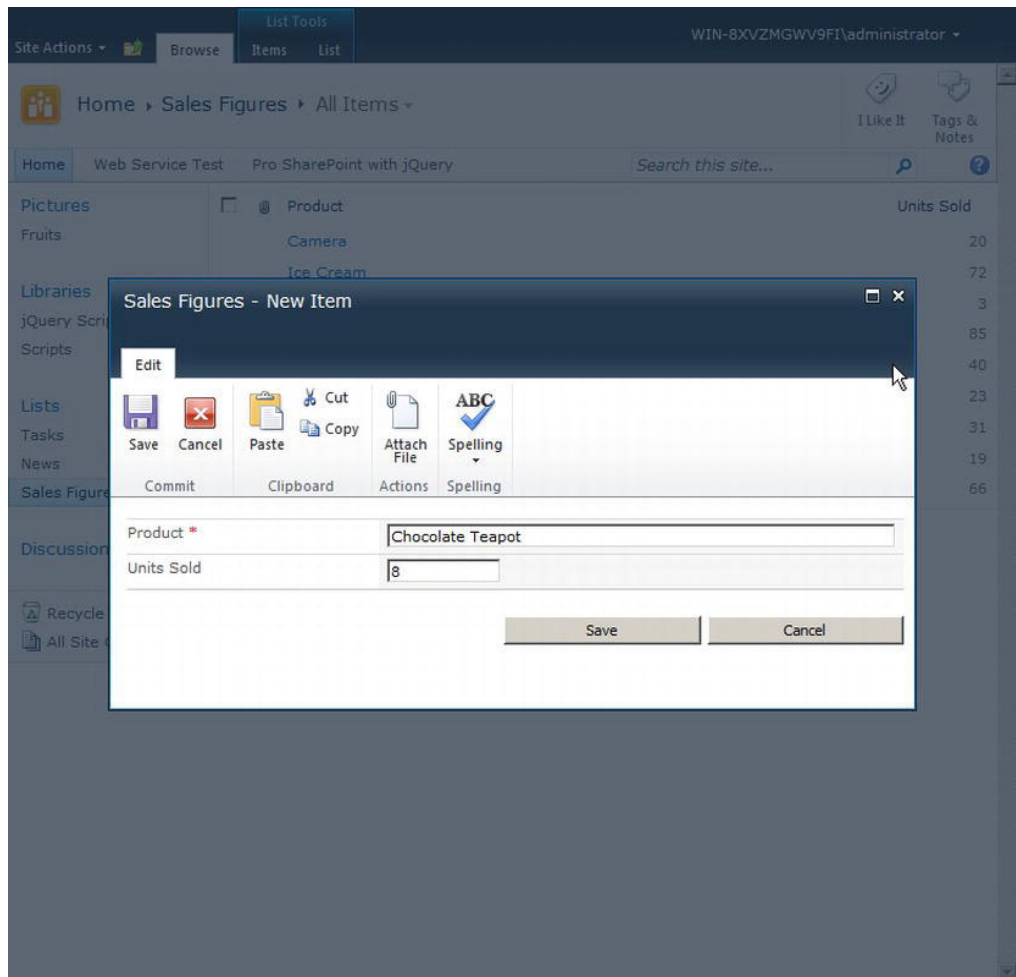 List Tools
Site Actions Browse Items List WIN-8XVZMGWV9FI\administrator
Home Sales Figures All Items
I Like It Tags & Notes
Home Web Service Test Pro SharePoint with jQuery Search this site...
Pictures Product Units Sold
Fruits Camera 20
Ice Cream 72
Libraries 3
jQuery Scri
85
Scripts
40
Lists 23
Tasks 31
News 19
Sales Figure 66
Discussion
Recycle
All Site
Sales Figures - New Item
Edit
Save Cancel Paste Cut Copy Attach File ABC Spelling
Commit Clipboard Actions Spelling
Product * Chocolate Teapot
Units Sold 8
Save Cancel